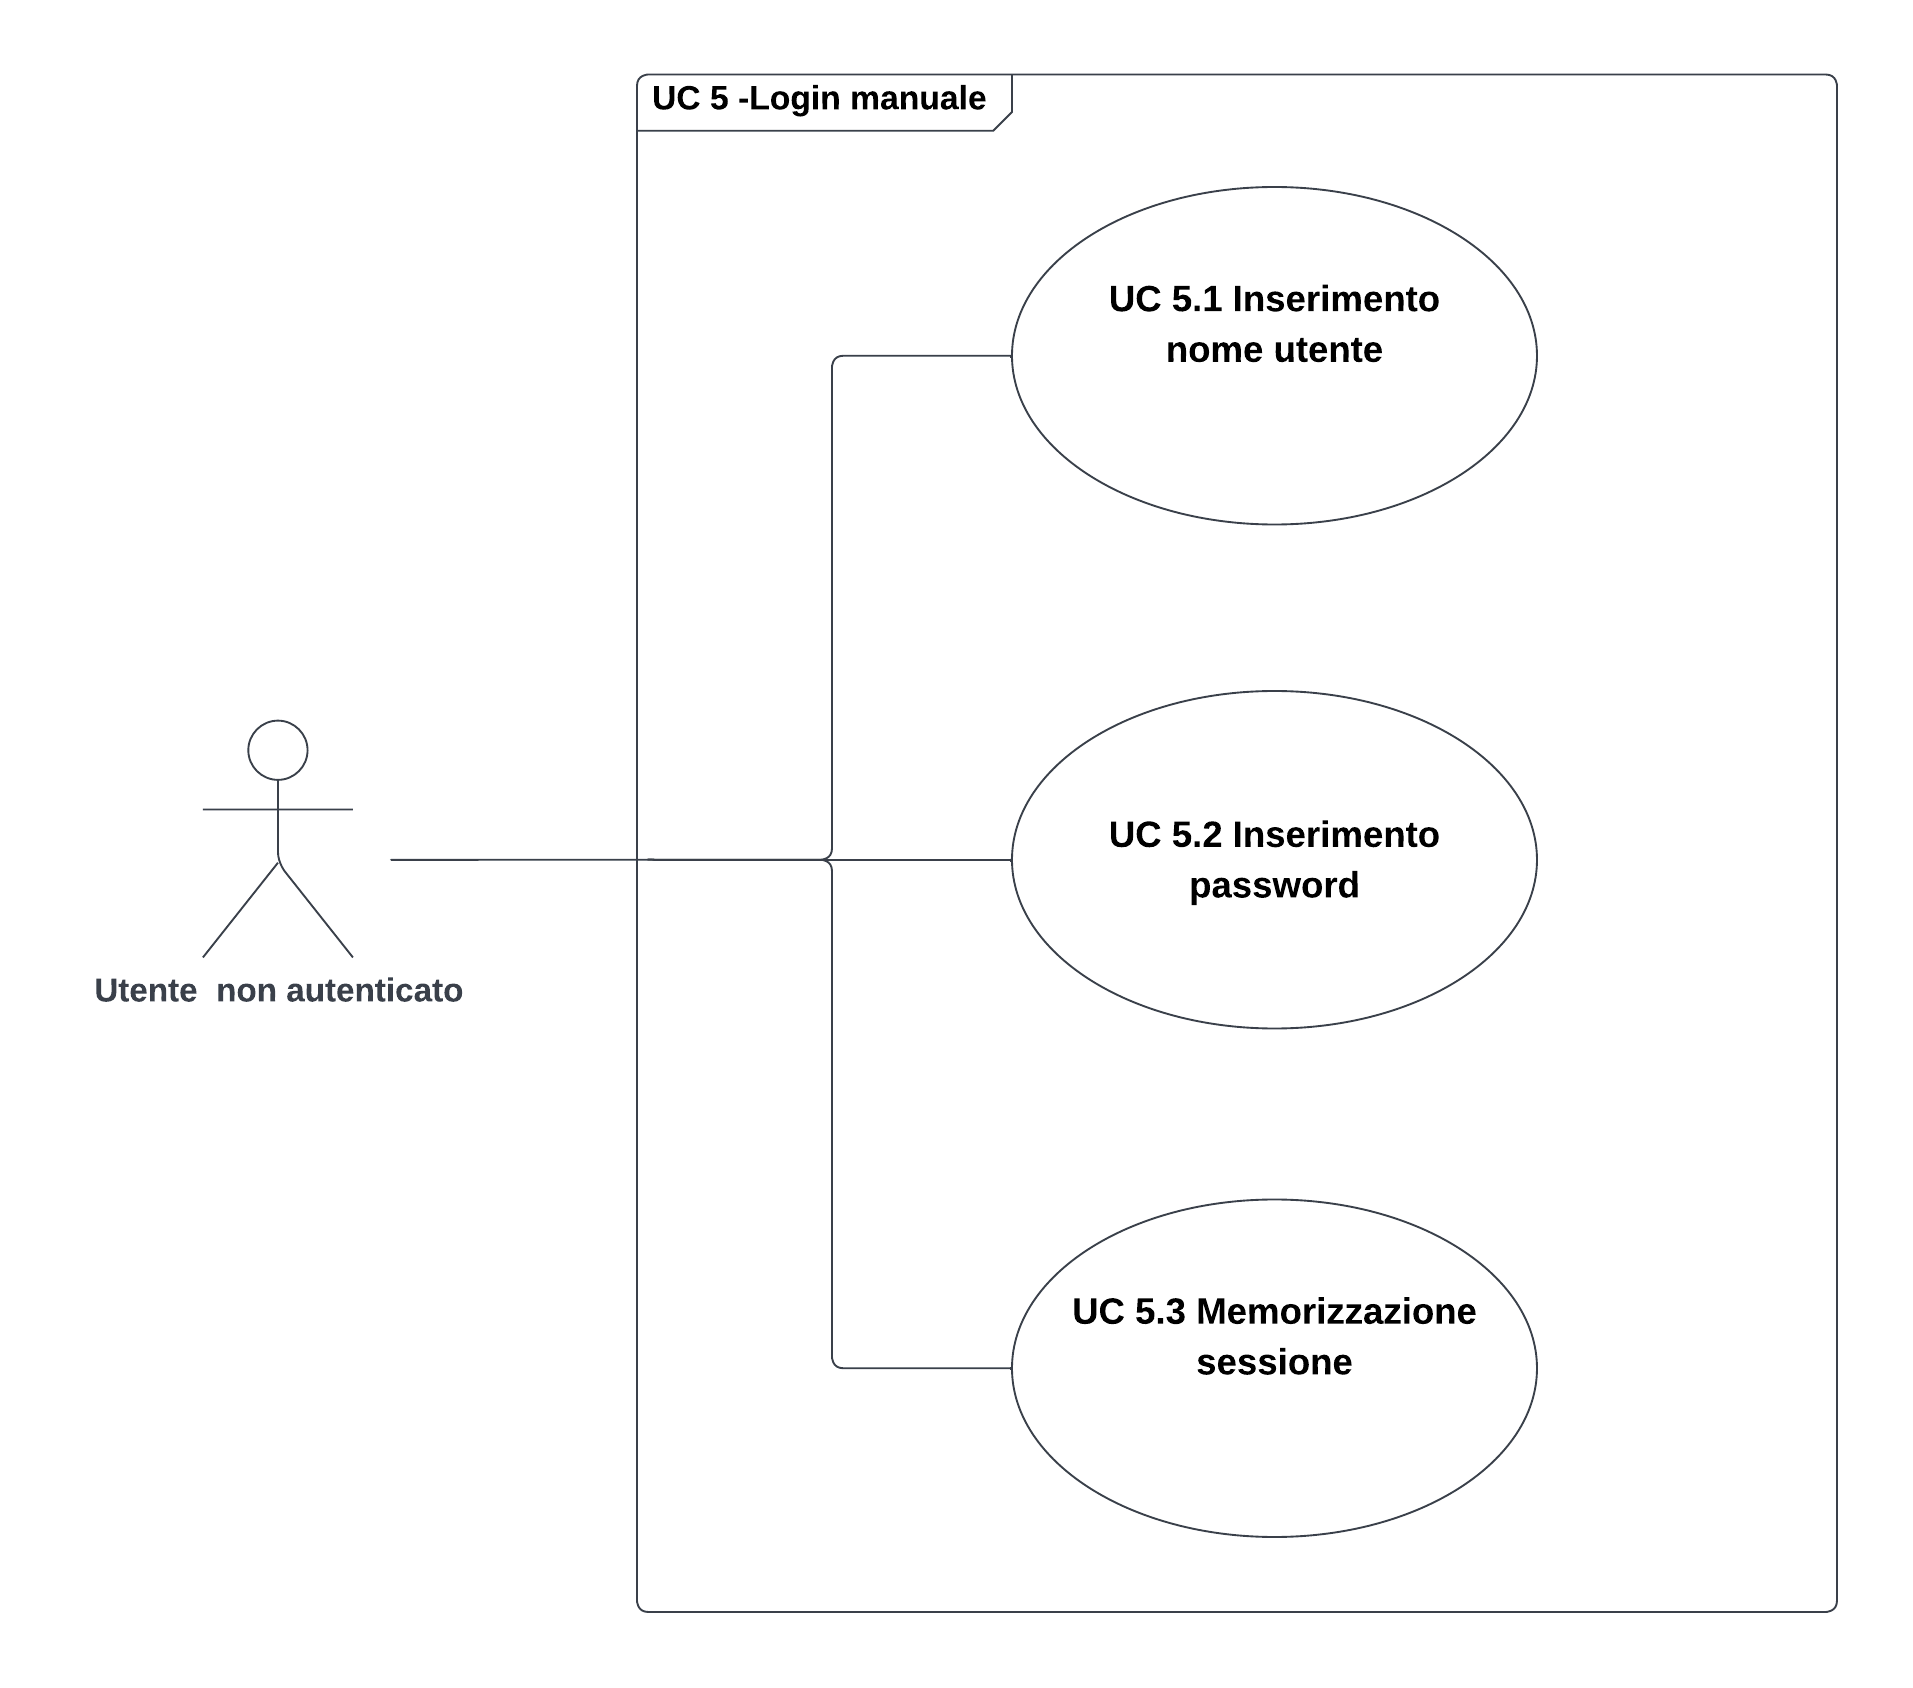 UC 5 -Login manuale
UC 5.1 Inserimento
nome utente
UC 5.2 Inserimento
password
Utente  non autenticato
UC 5.3 Memorizzazione
sessione